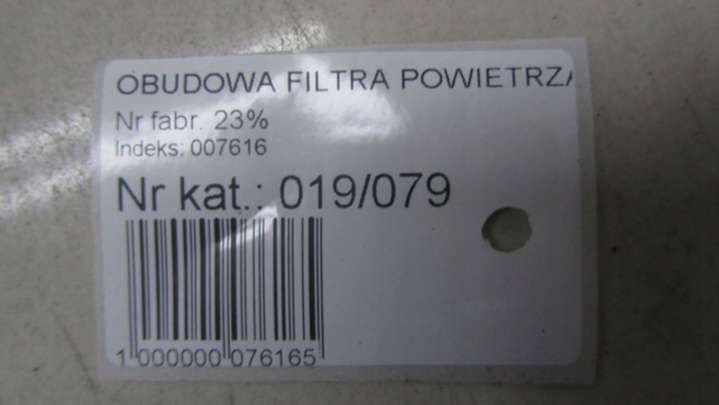 OBUDOWA FILTRA POWIETRZA
Nr fabr. 23%
Indeks: 007616
Nr kat.: 019/079
1 000000 076165